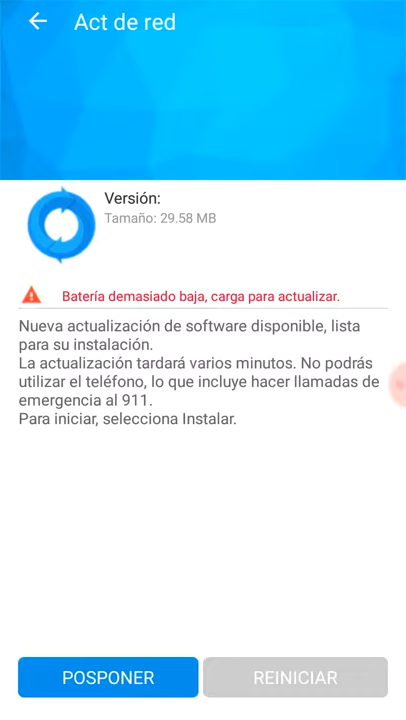 Act de red
Versión:
Tamaño: 29.58 MB
Batería demasiado baja, carga para actualizar.
Nueva actualización de software disponible, lista
para su instalación.
La actualización tardará varios minutos. No podrás
utilizar el teléfono, lo que incluye hacer llamadas de
emergencia al 911.
Para iniciar, selecciona Instalar.
POSPONER
REINICIAR